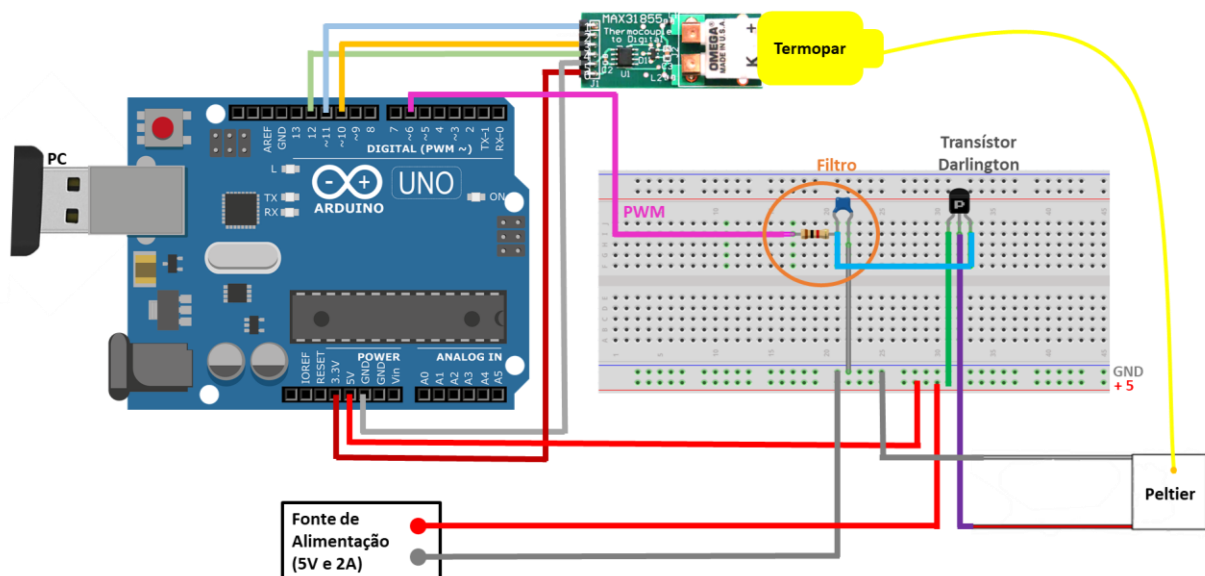 MAX31855
Thermocouple
to Digital
U1
J1
OMEGA
MADE IN U.S.A
K
+
Termopar
PC
AREF
GND
13
12
~11
~10
~9
8
7
~6
~5
4
~3
2
TX-1
RX-0
DIGITAL (PWM ~)
L
TX
RX
ARDUINO
UNO
ON
IOREF
RESET
3.3V
5V
GND
GND
Vin
POWER
A0
A1
A2
A3
A4
A5
ANALOG IN
Transístor
Darlington
Filtro
P
PWM
GND
+ 5
Peltier
Fonte de
Alimentação
(5V e 2A)